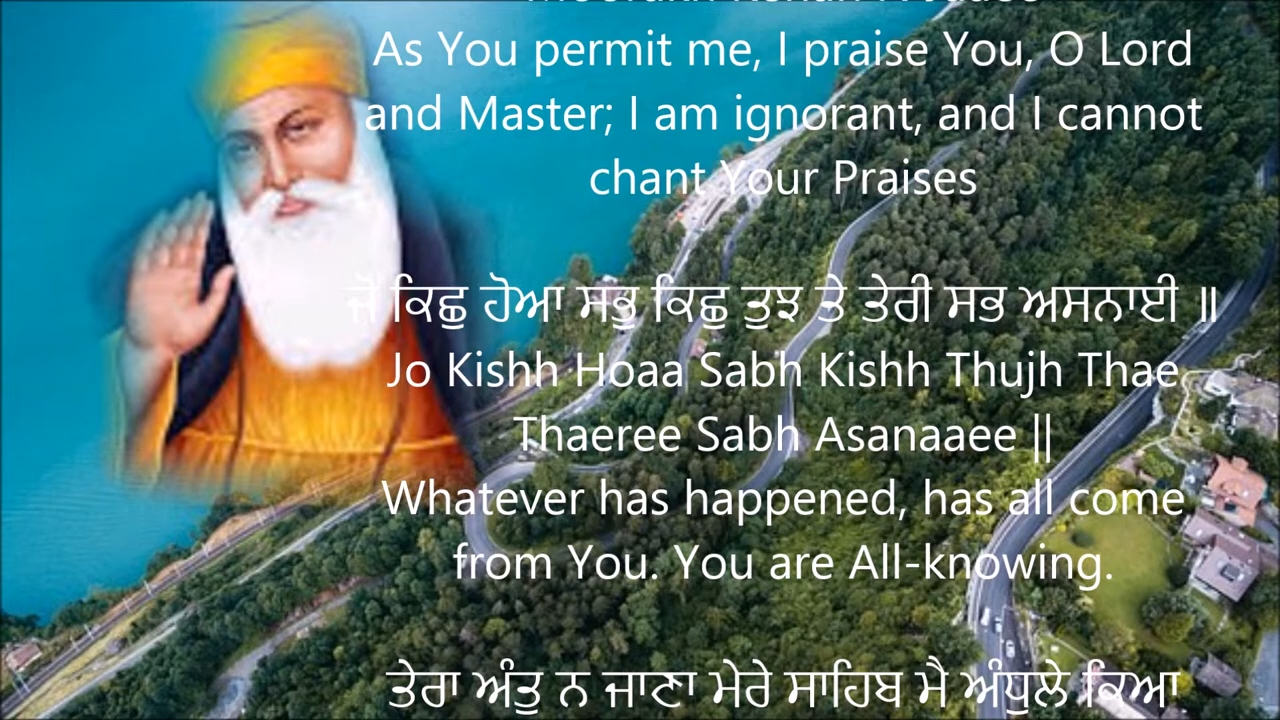 As You permit me, I praise You, O Lord
and Master; I am ignorant, and I cannot
chant Your Praises
ਜੋ ਕਿਛੁ ਹੋਆ ਸਭੁ ਕਿਛੁ ਤੁਝ ਤੇ ਤੇਰੀ ਸਭ ਅਸਨਾਈ ॥
Jo Kishh Hoaa Sabh Kishh Thujh Thae
Thaeree Sabh Asanaaee ||
Whatever has happened, has all come
from You. You are All-knowing.
ਤੇਰਾ ਅੰਤੁ ਨ ਜਾਣਾ ਮੇਰੇ ਸਾਹਿਬ ਮੈ ਅੰਧੁਲੇ ਕਿਆ